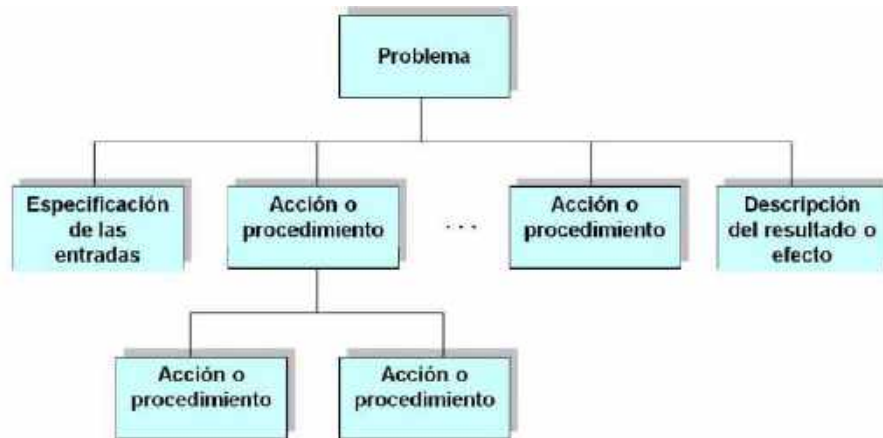 Problema
Especificación
de las
entradas
Acción o
procedimiento
. . .
Acción o
procedimiento
Descripción
del resultado o
efecto
Acción o
procedimiento
Acción o
procedimiento